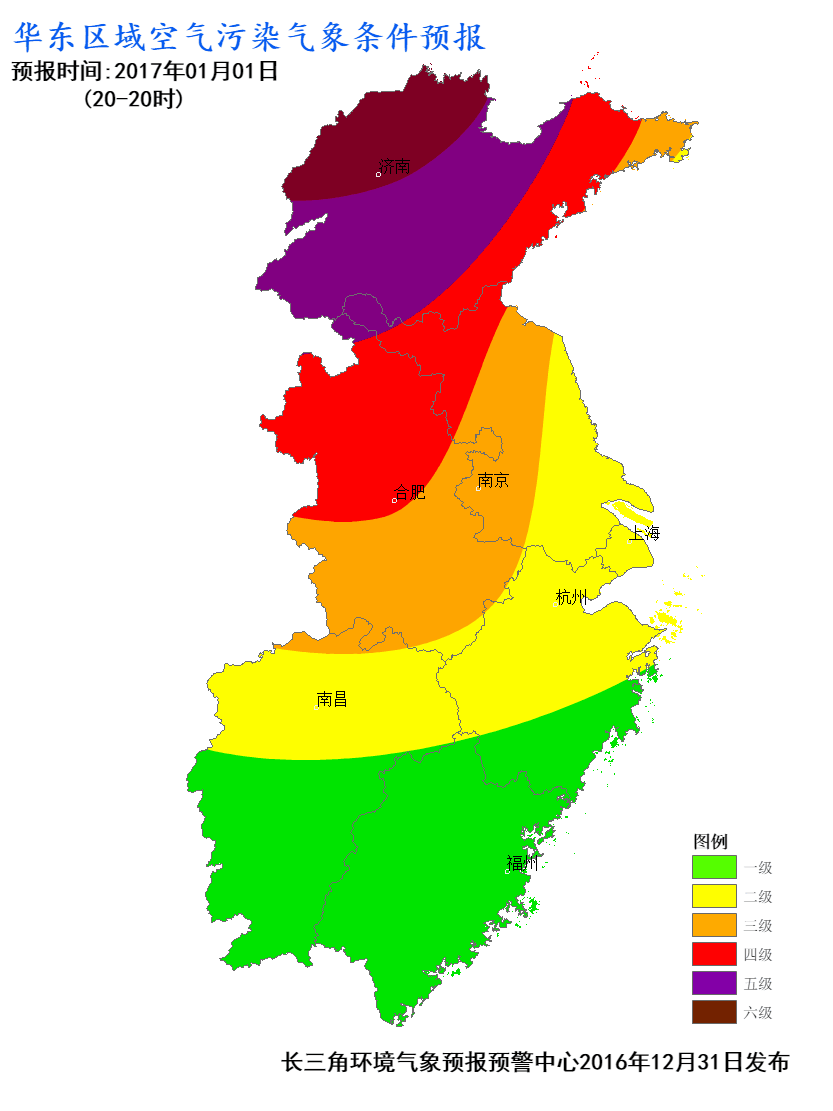 华东区域空气污染气象条件预报
预报时间:2017年01月01日
(20-20时)
济南
合肥
南京
上海
杭州
南昌
福州
图例
一级
二级
三级
四级
五级
六级
长三角环境气象预报预警中心2016年12月31日发布